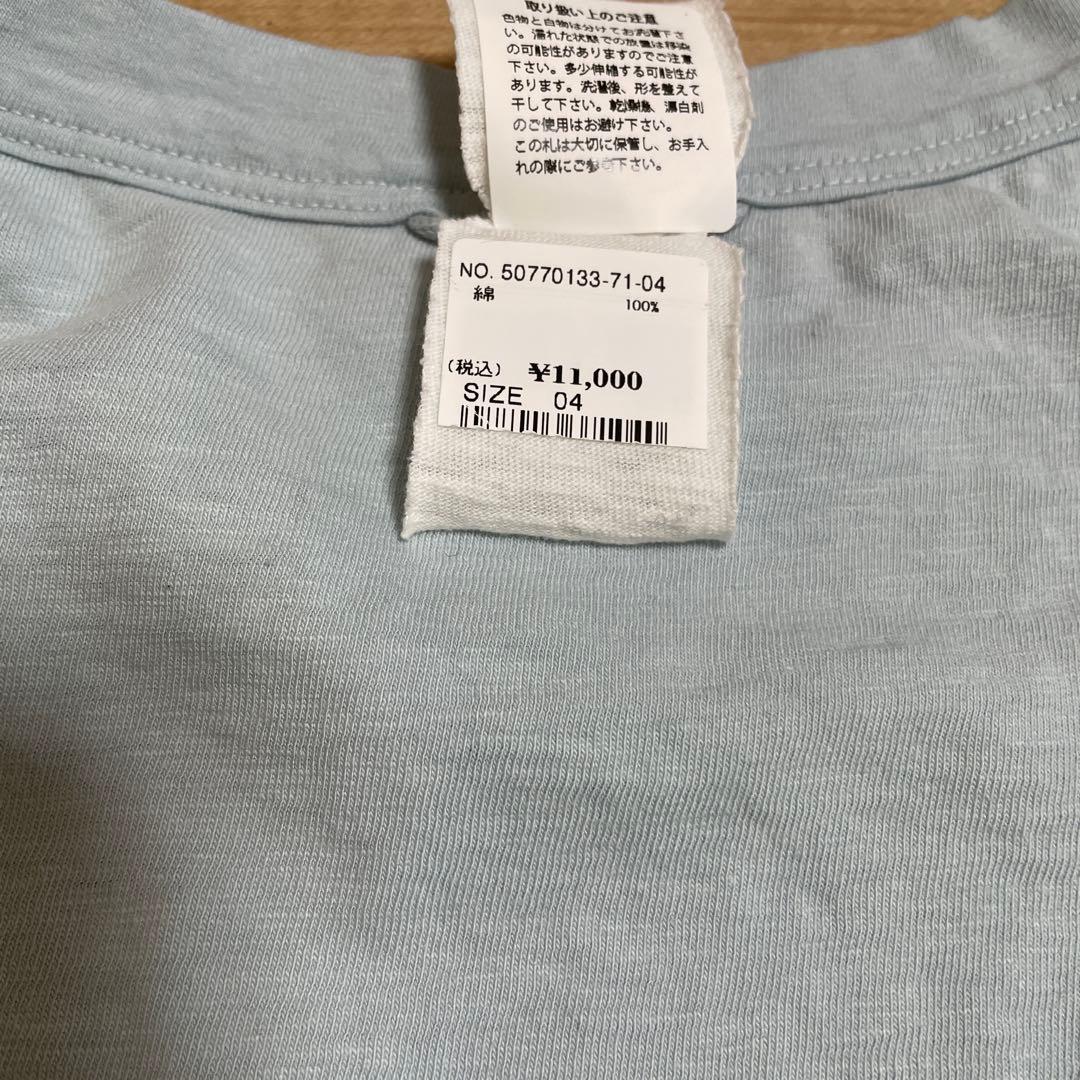 取り扱い上のご注意
色物と白物は分けてお洗濯下さ
い。濡れた状態での放置は移染
の可能性がありますのでご注意
下さい。多少伸縮する可能性が
あります。洗濯後、形を整えて
干して下さい。乾燥機、漂白剤
のご使用はお避け下さい。
この札は大切に保管し、お手入
れの際にご参考下さい。
NO. 50770133-71-04
綿 100%
(税込) ¥11,000
SIZE 04